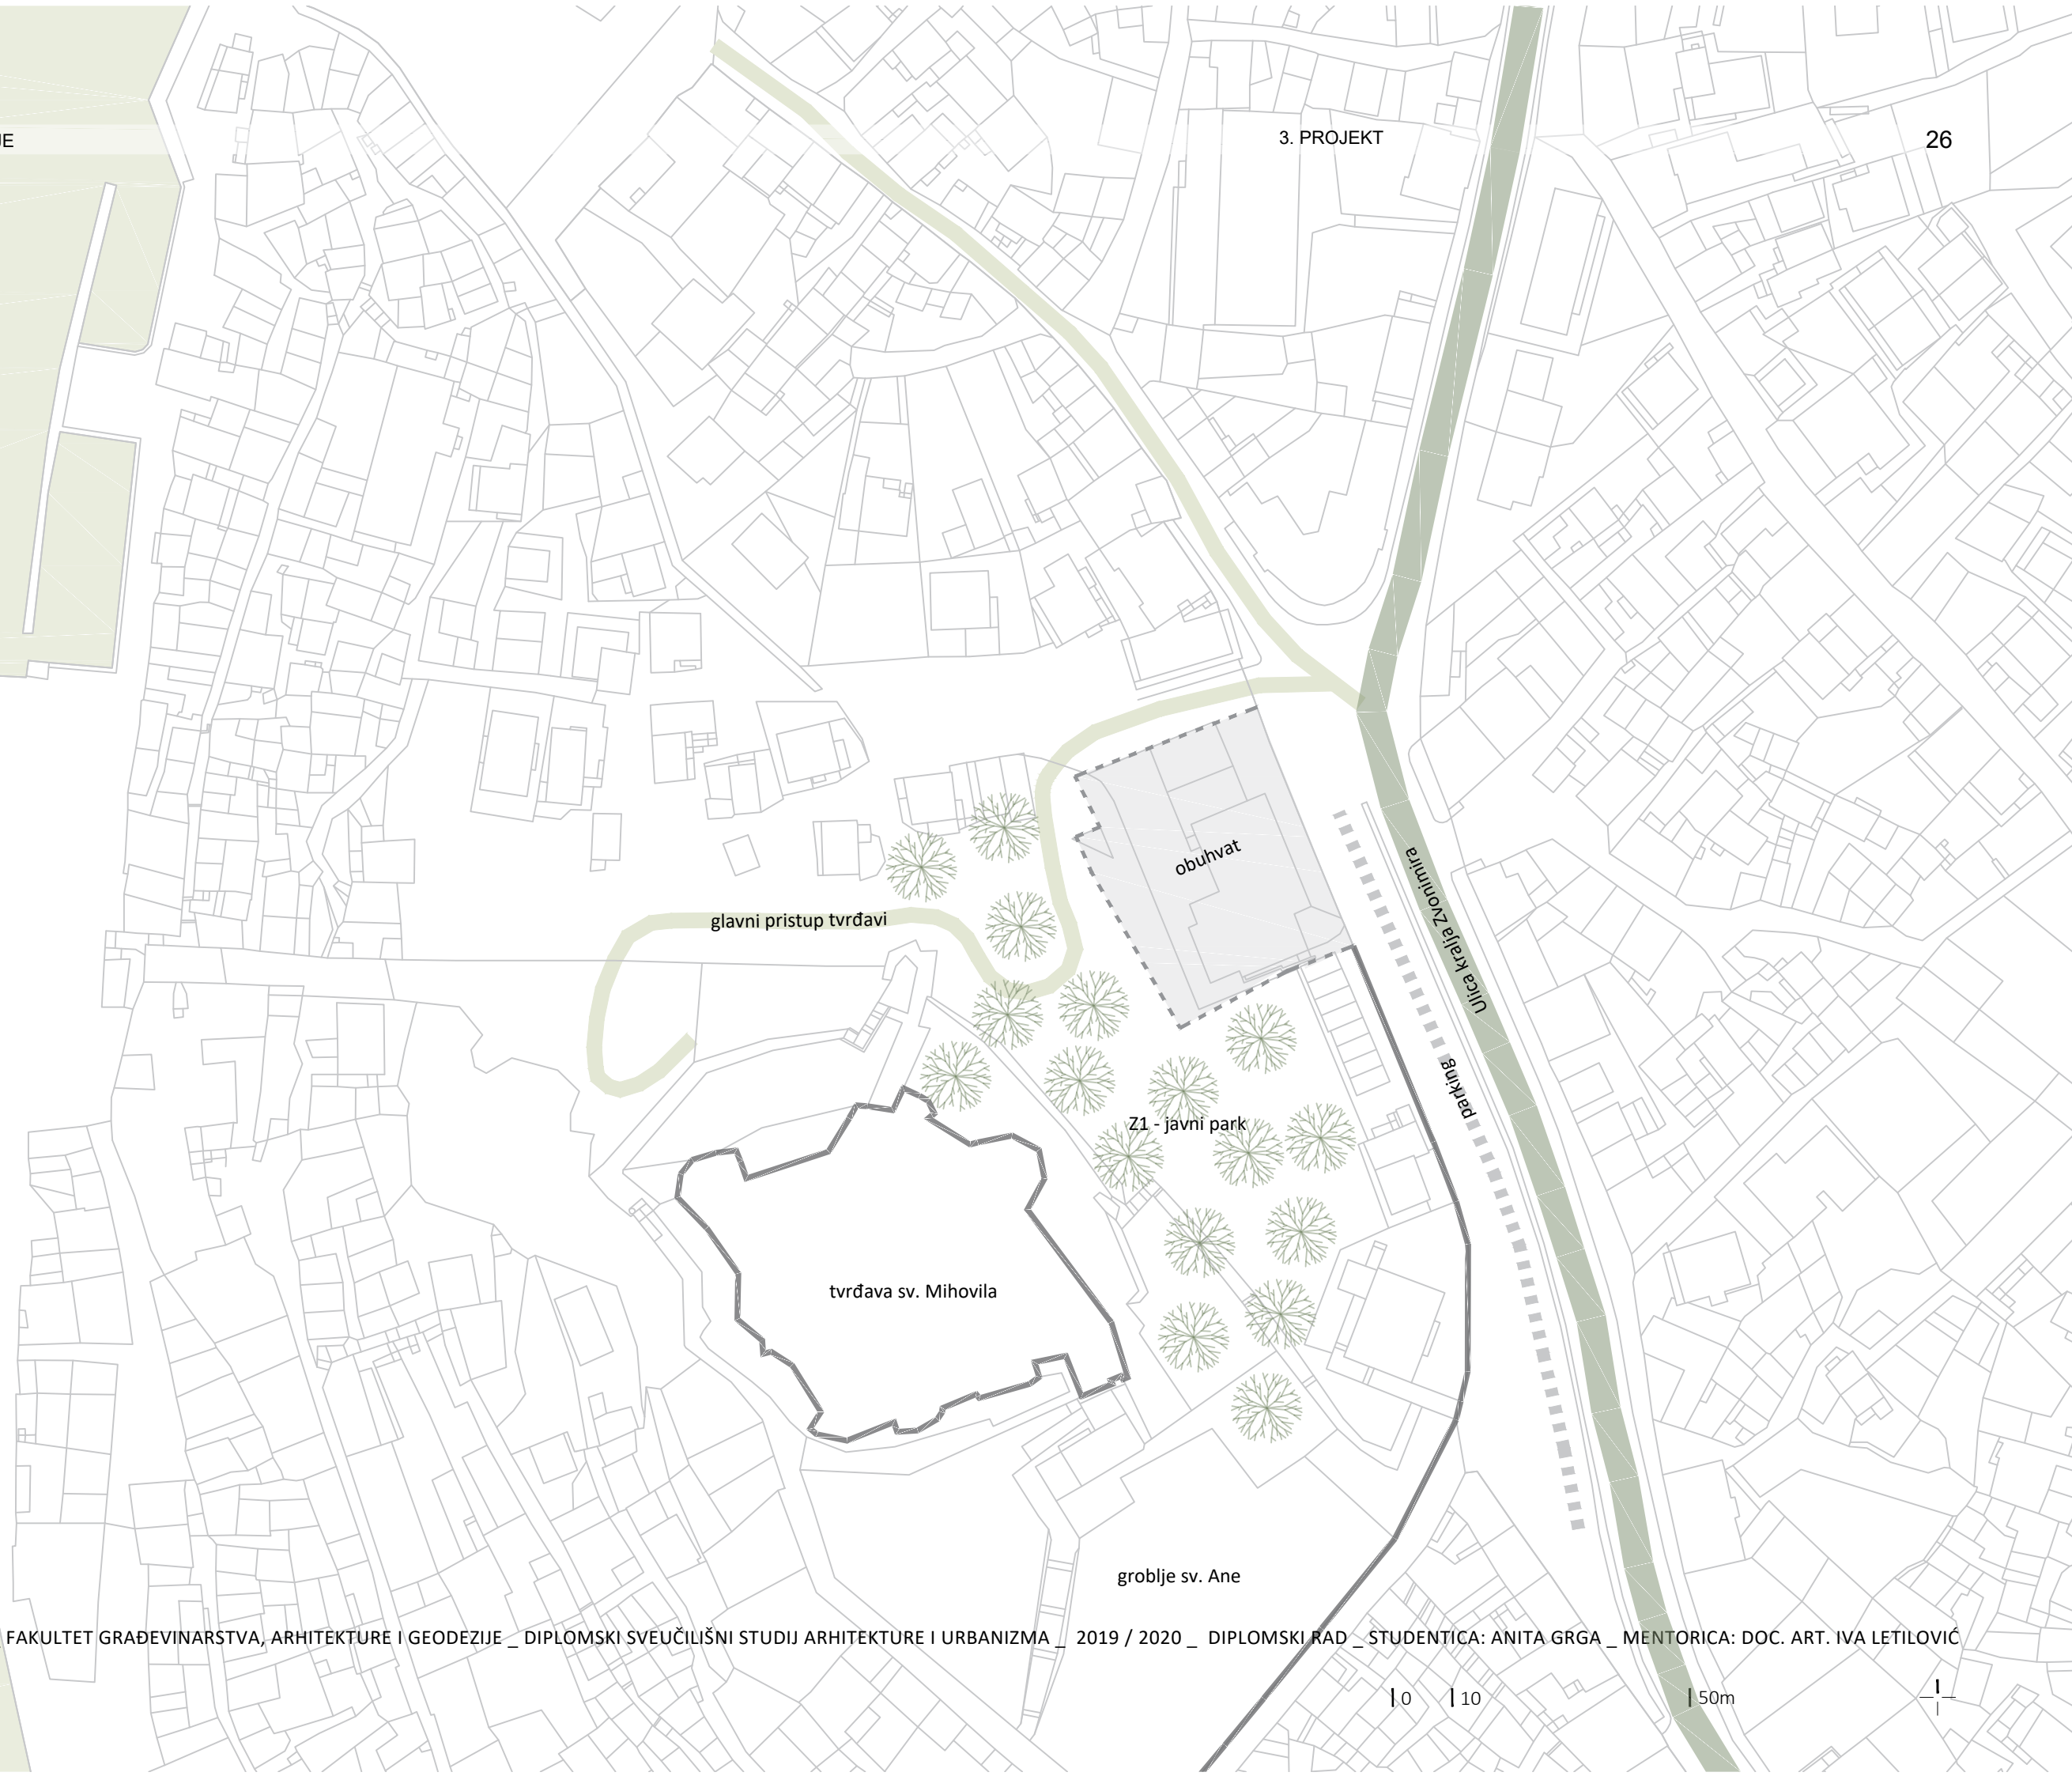 JE
3. PROJEKT
26
obuhvat
Ulica kralja Zvonimira
glavni pristup tvrđavi
parking
Z1 - javni park
tvrđava sv. Mihovila
groblje sv. Ane
FAKULTET GRAĐEVINARSTVA, ARHITEKTURE I GEODEZIJE _ DIPLOMSKI SVEUČILIŠNI STUDIJ ARHITEKTURE I URBANIZMA _ 2019 / 2020 _ DIPLOMSKI RAD _ STUDENTICA: ANITA GRGA _ MENTORICA: DOC. ART. IVA LETILOVIĆ
0 10 50m